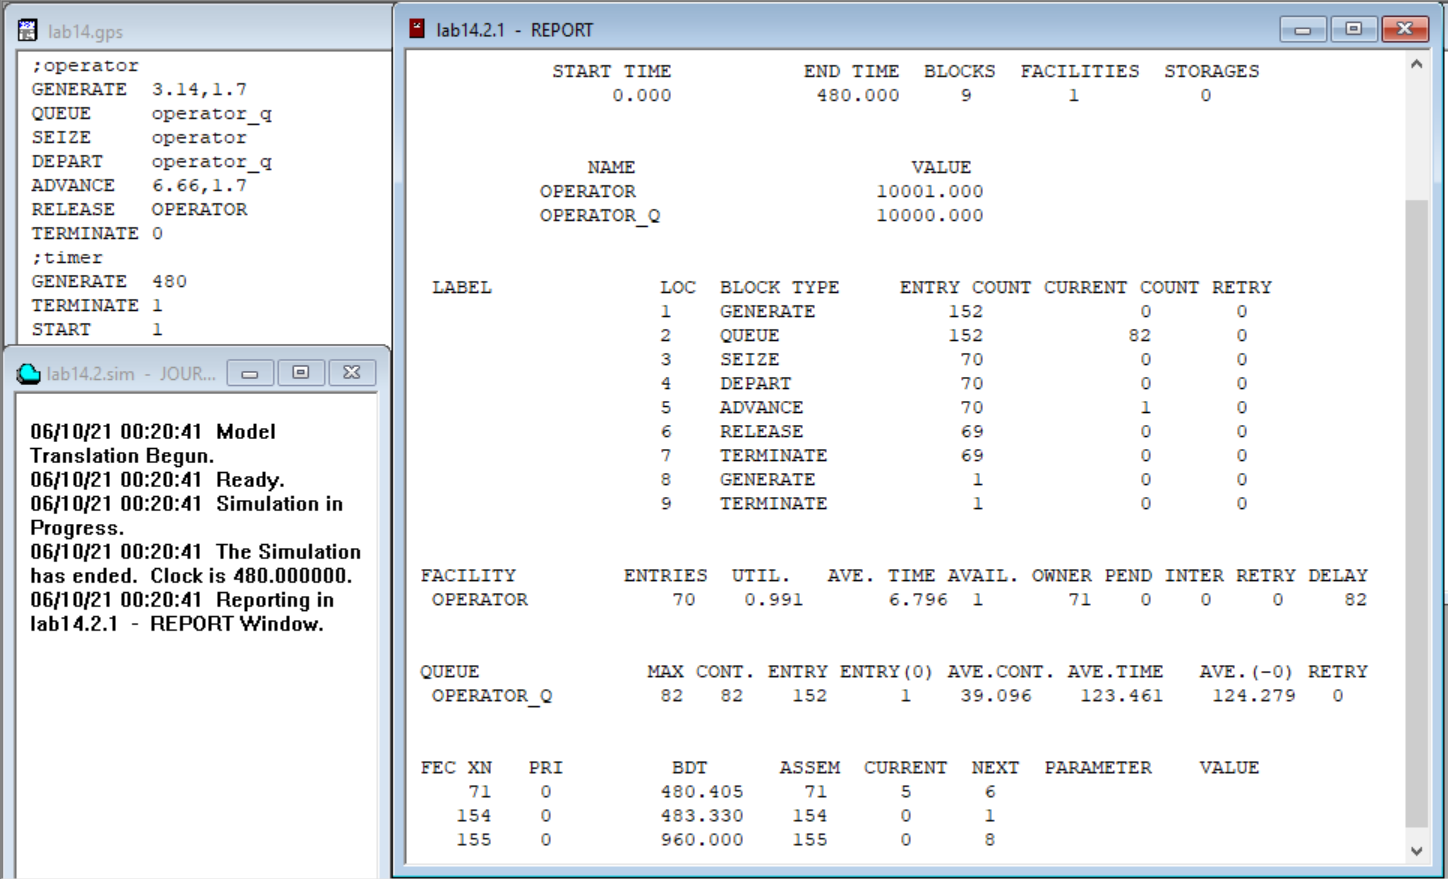 lab14.gps
;operator
GENERATE 3.14,1.7
QUEUE operator_q
SEIZE operator
DEPART operator_q
ADVANCE 6.66,1.7
RELEASE OPERATOR
TERMINATE 0
;timer
GENERATE 480
TERMINATE 1
START 1
lab14.2.sim - JOUR...
06/10/21 00:20:41 Model
Translation Begun.
06/10/21 00:20:41 Ready.
06/10/21 00:20:41 Simulation in
Progress.
06/10/21 00:20:41 The Simulation
has ended. Clock is 480.000000.
06/10/21 00:20:41 Reporting in
lab14.2.1 - REPORT Window.
lab14.2.1 - REPORT
START TIME END TIME BLOCKS FACILITIES STORAGES
0.000 480.000 9 1 0
NAME VALUE
OPERATOR 10001.000
OPERATOR_Q 10000.000
LABEL LOC BLOCK TYPE ENTRY COUNT CURRENT COUNT RETRY
1 GENERATE 152 0 0
2 QUEUE 152 82 0
3 SEIZE 70 0 0
4 DEPART 70 0 0
5 ADVANCE 70 1 0
6 RELEASE 69 0 0
7 TERMINATE 69 0 0
8 GENERATE 1 0 0
9 TERMINATE 1 0 0
FACILITY ENTRIES UTIL. AVE. TIME AVAIL. OWNER PEND INTER RETRY DELAY
OPERATOR 70 0.991 6.796 1 71 0 0 0 82
QUEUE MAX CONT. ENTRY ENTRY(0) AVE.CONT. AVE.TIME AVE.(-0) RETRY
OPERATOR_Q 82 82 152 1 39.096 123.461 124.279 0
FEC XN PRI BDT ASSEM CURRENT NEXT PARAMETER VALUE
71 0 480.405 71 5 6
154 0 483.330 154 0 1
155 0 960.000 155 0 8